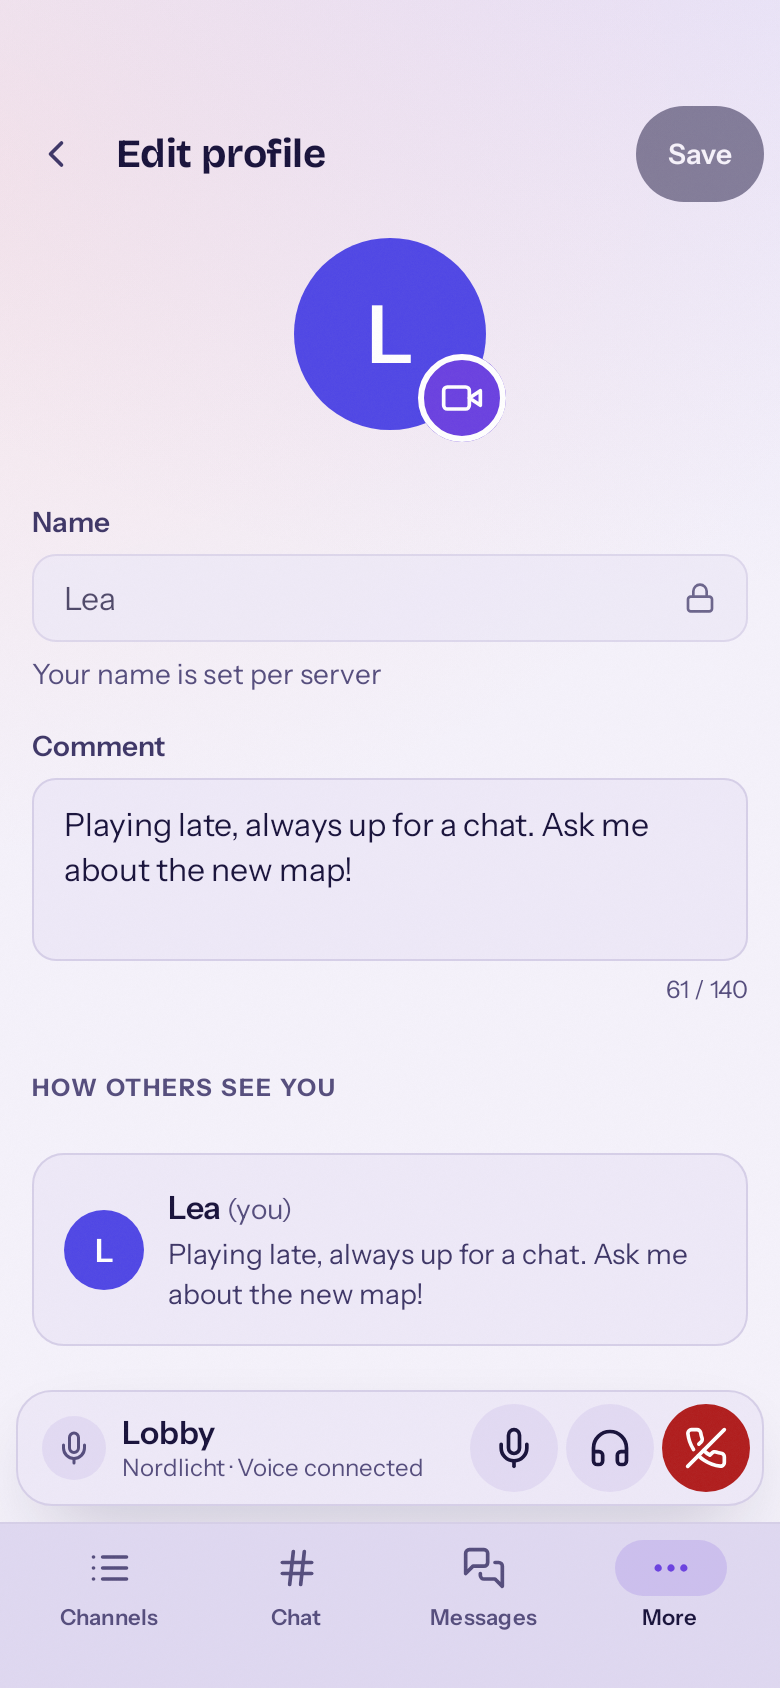 Edit profile
Save
L
Name
Lea
Your name is set per server
Comment
Playing late, always up for a chat. Ask me
about the new map!
61 / 140
HOW OTHERS SEE YOU
L
Lea (you)
Playing late, always up for a chat. Ask me
about the new map!
Lobby
Nordlicht · Voice connected
Channels
Chat
Messages
More